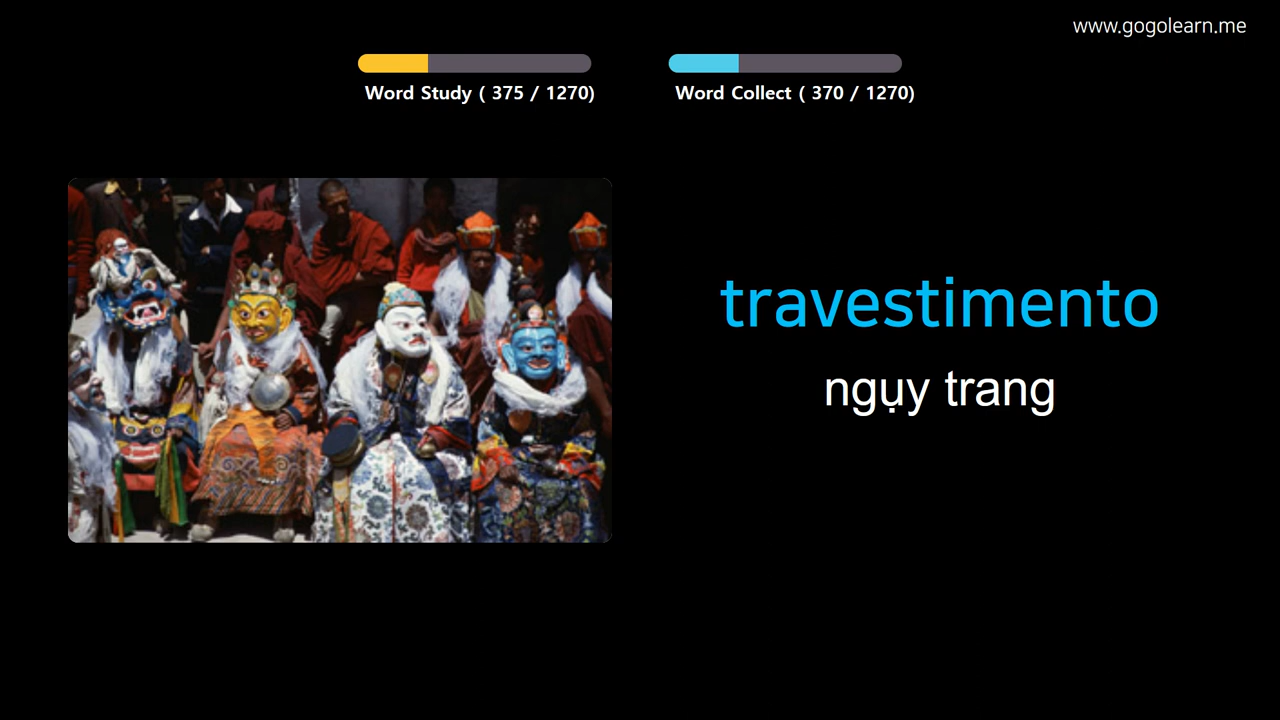 www.gogolearn.me
Word Study ( 375 / 1270)
Word Collect ( 370 / 1270)
travestimento
ngụy trang